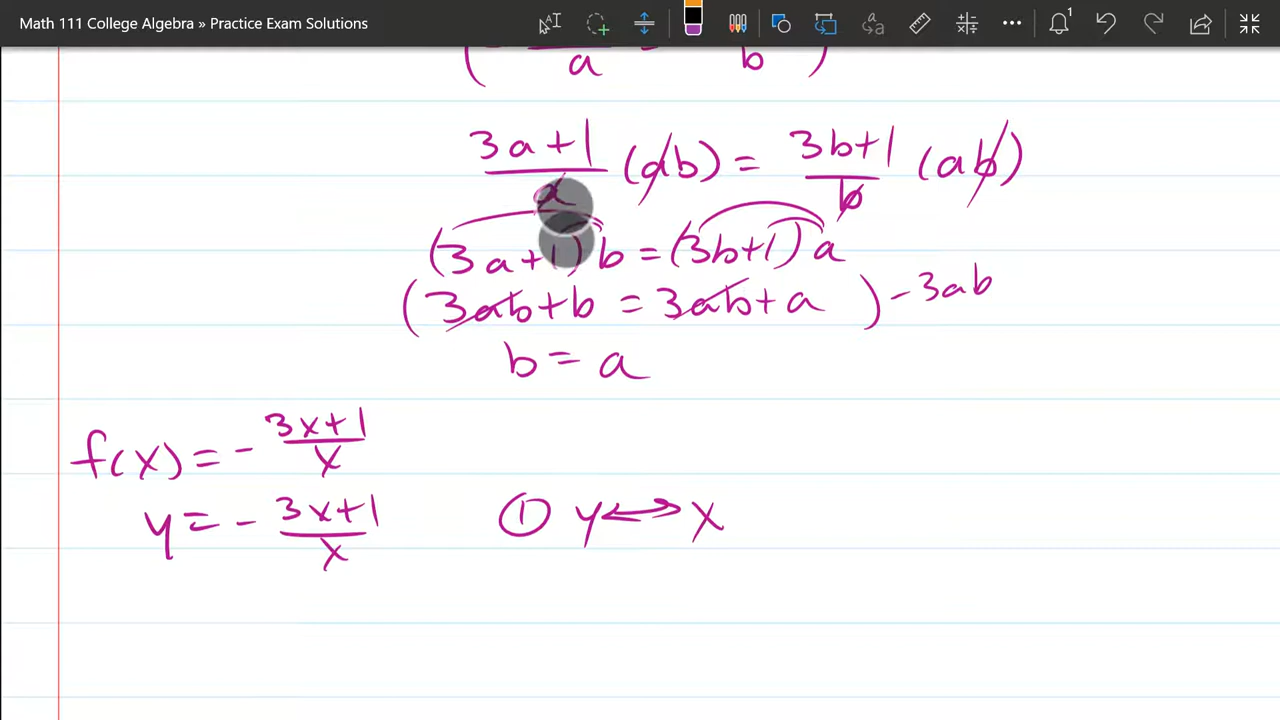 Math 111 College Algebra » Practice Exam Solutions
a b
3a+1/a (ab) = 3b+1/b (ab)
(3a+1)b = (3b+1)a
(3ab+b = 3ab+a) -3ab
b = a
f(x) = - 3x+1/x
y = - 3x+1/x ① y↔x